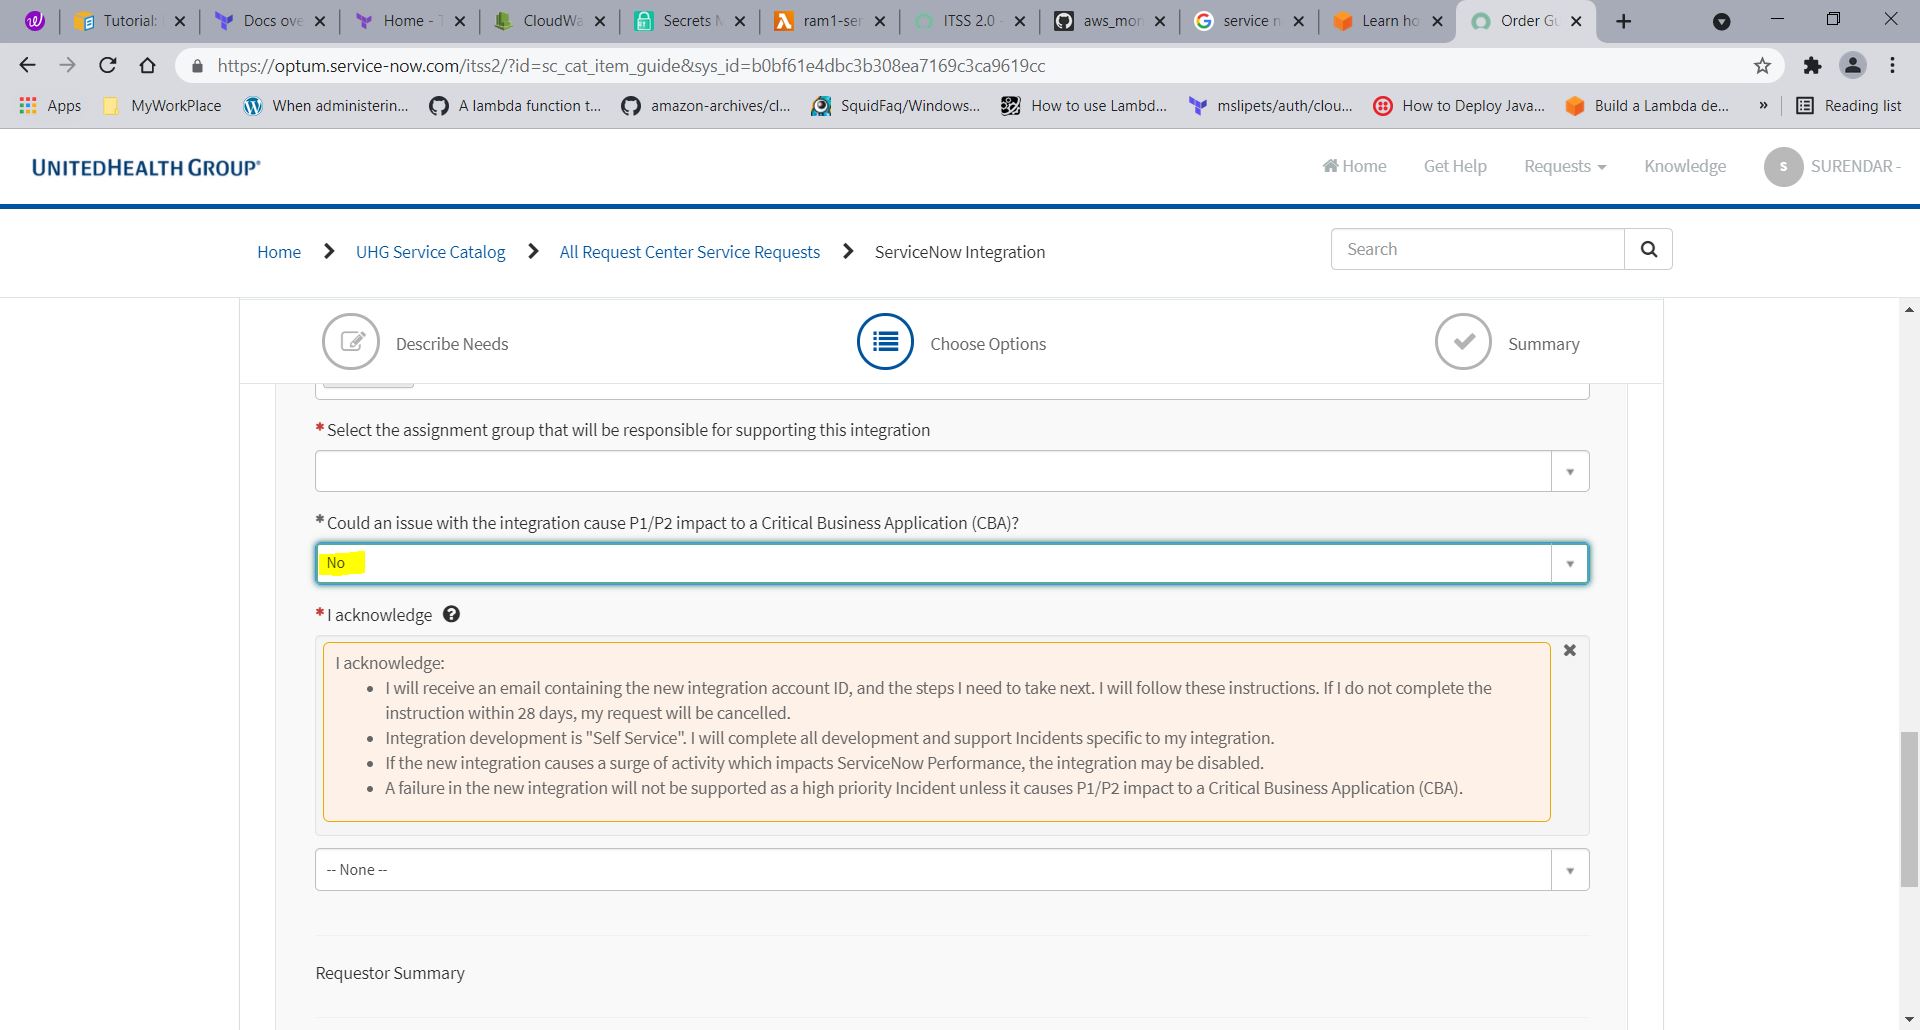 Tutorial:
Docs ove
Home - T
CloudWa
Secrets M
ram1-ser
ITSS 2.0 -
aws_mor
service n
Learn ho
Order Gu
https://optum.service-now.com/itss2/?id=sc_cat_item_guide&sys_id=b0bf61e4dbc3b308ea7169c3ca9619cc
Apps
MyWorkPlace
When administerin...
A lambda function t...
amazon-archives/cl...
SquidFaq/Windows...
How to use Lambd...
mslipets/auth/clou...
How to Deploy Java...
Build a Lambda de...
»
Reading list
UNITEDHEALTH GROUP®
Home
Get Help
Requests
Knowledge
S
SURENDAR -
Home
UHG Service Catalog
All Request Center Service Requests
ServiceNow Integration
Search
Describe Needs
Choose Options
Summary
* Select the assignment group that will be responsible for supporting this integration
* Could an issue with the integration cause P1/P2 impact to a Critical Business Application (CBA)?
No
* I acknowledge ?
I acknowledge:
• I will receive an email containing the new integration account ID, and the steps I need to take next. I will follow these instructions. If I do not complete the
instruction within 28 days, my request will be cancelled.
• Integration development is "Self Service". I will complete all development and support Incidents specific to my integration.
• If the new integration causes a surge of activity which impacts ServiceNow Performance, the integration may be disabled.
• A failure in the new integration will not be supported as a high priority Incident unless it causes P1/P2 impact to a Critical Business Application (CBA).
-- None --
Requestor Summary